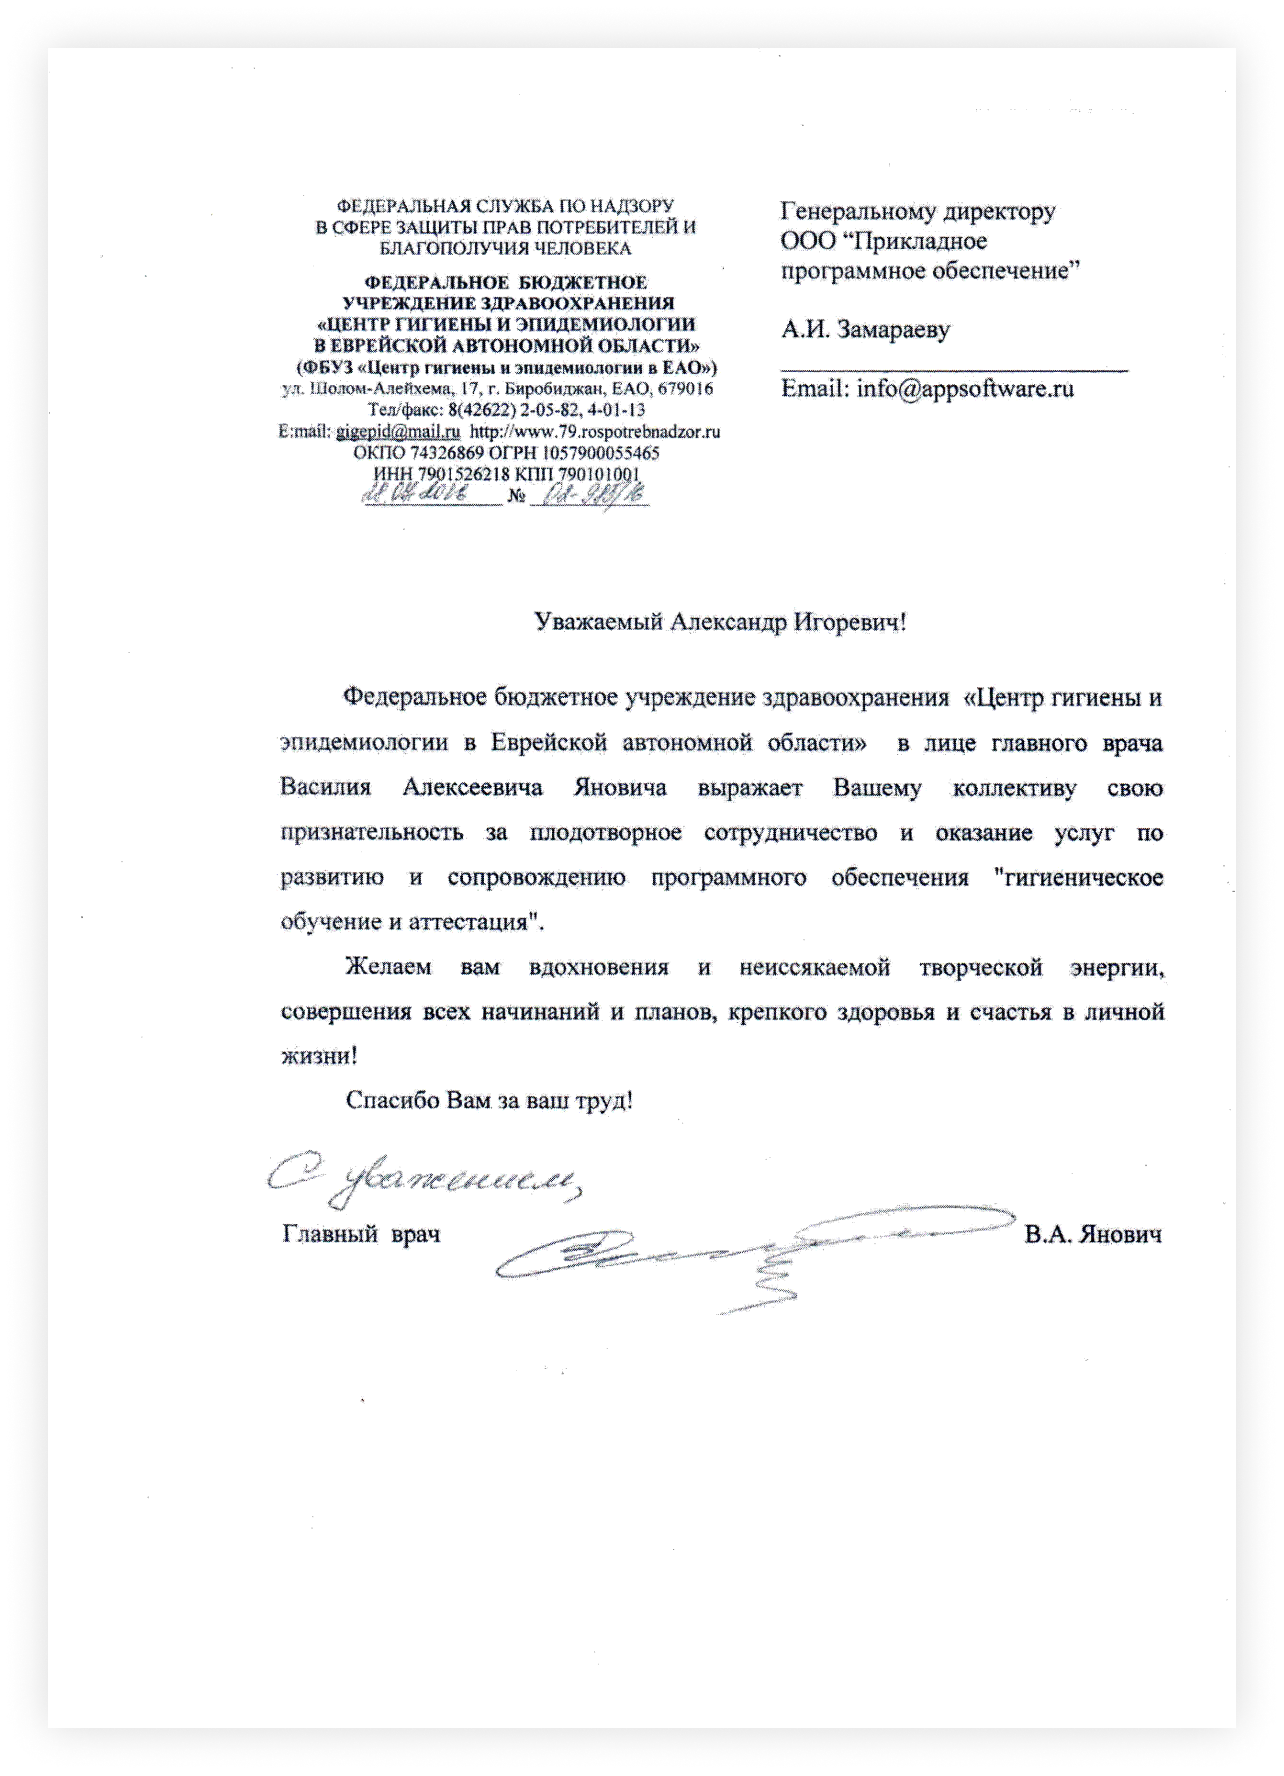 ФЕДЕРАЛЬНАЯ СЛУЖБА ПО НАДЗОРУ
В СФЕРЕ ЗАЩИТЫ ПРАВ ПОТРЕБИТЕЛЕЙ И
БЛАГОПОЛУЧИЯ ЧЕЛОВЕКА
ФЕДЕРАЛЬНОЕ БЮДЖЕТНОЕ
УЧРЕЖДЕНИЕ ЗДРАВООХРАНЕНИЯ
«ЦЕНТР ГИГИЕНЫ И ЭПИДЕМИОЛОГИИ
В ЕВРЕЙСКОЙ АВТОНОМНОЙ ОБЛАСТИ»
(ФБУЗ «Центр гигиены и эпидемиологии в ЕАО»)
ул. Шолом-Алейхема, 17, г. Биробиджан, ЕАО, 679016
Тел/факс: 8(42622) 2-05-82, 4-01-13
E:mail: gigepid@mail.ru http://www.79.rospotrebnadzor.ru
ОКПО 74326869 ОГРН 1057900055465
ИНН 7901526218 КПП 790101001
№
Генеральному директору
ООО “Прикладное
программное обеспечение”
А.И. Замараеву
Email: info@appsoftware.ru
Уважаемый Александр Игоревич!
Федеральное бюджетное учреждение здравоохранения «Центр гигиены и
эпидемиологии в Еврейской автономной области» в лице главного врача
Василия Алексеевича Яновича выражает Вашему коллективу свою
признательность за плодотворное сотрудничество и оказание услуг по
развитию и сопровождению программного обеспечения "гигиеническое
обучение и аттестация".
Желаем вам вдохновения и неиссякаемой творческой энергии,
совершения всех начинаний и планов, крепкого здоровья и счастья в личной
жизни!
Спасибо Вам за ваш труд!
С уважением,
Главный врач В.А. Янович